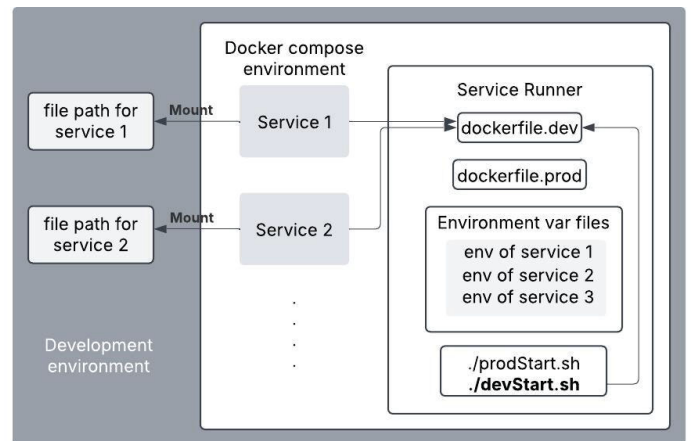 Docker compose
environment
file path for
service 1
Mount
Service 1
file path for
service 2
Mount
Service 2
Development
environment
Service Runner
dockerfile.dev
dockerfile.prod
Environment var files
env of service 1
env of service 2
env of service 3
./prodStart.sh
./devStart.sh